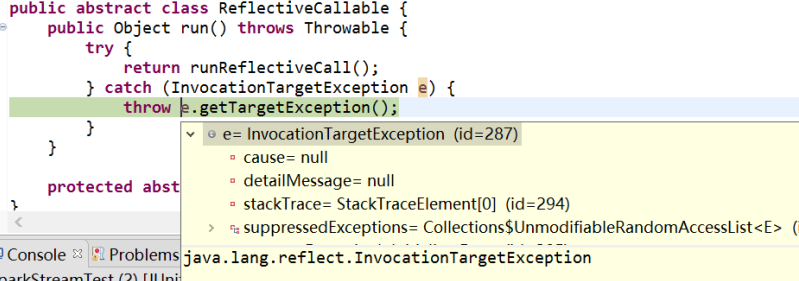 public abstract class ReflectiveCallable {
public Object run() throws Throwable {
try {
return runReflectiveCall();
} catch (InvocationTargetException e) {
throw e.getTargetException();
}
}
e= InvocationTargetException (id=287)
cause= null
detailMessage= null
stackTrace= StackTraceElement[0] (id=294)
suppressedExceptions= Collections$UnmodifiableRandomAccessList<E> (i
protected abst
}
Console Problems
java.lang.reflect.InvocationTargetException
arkStreamTest (2) [JUnit